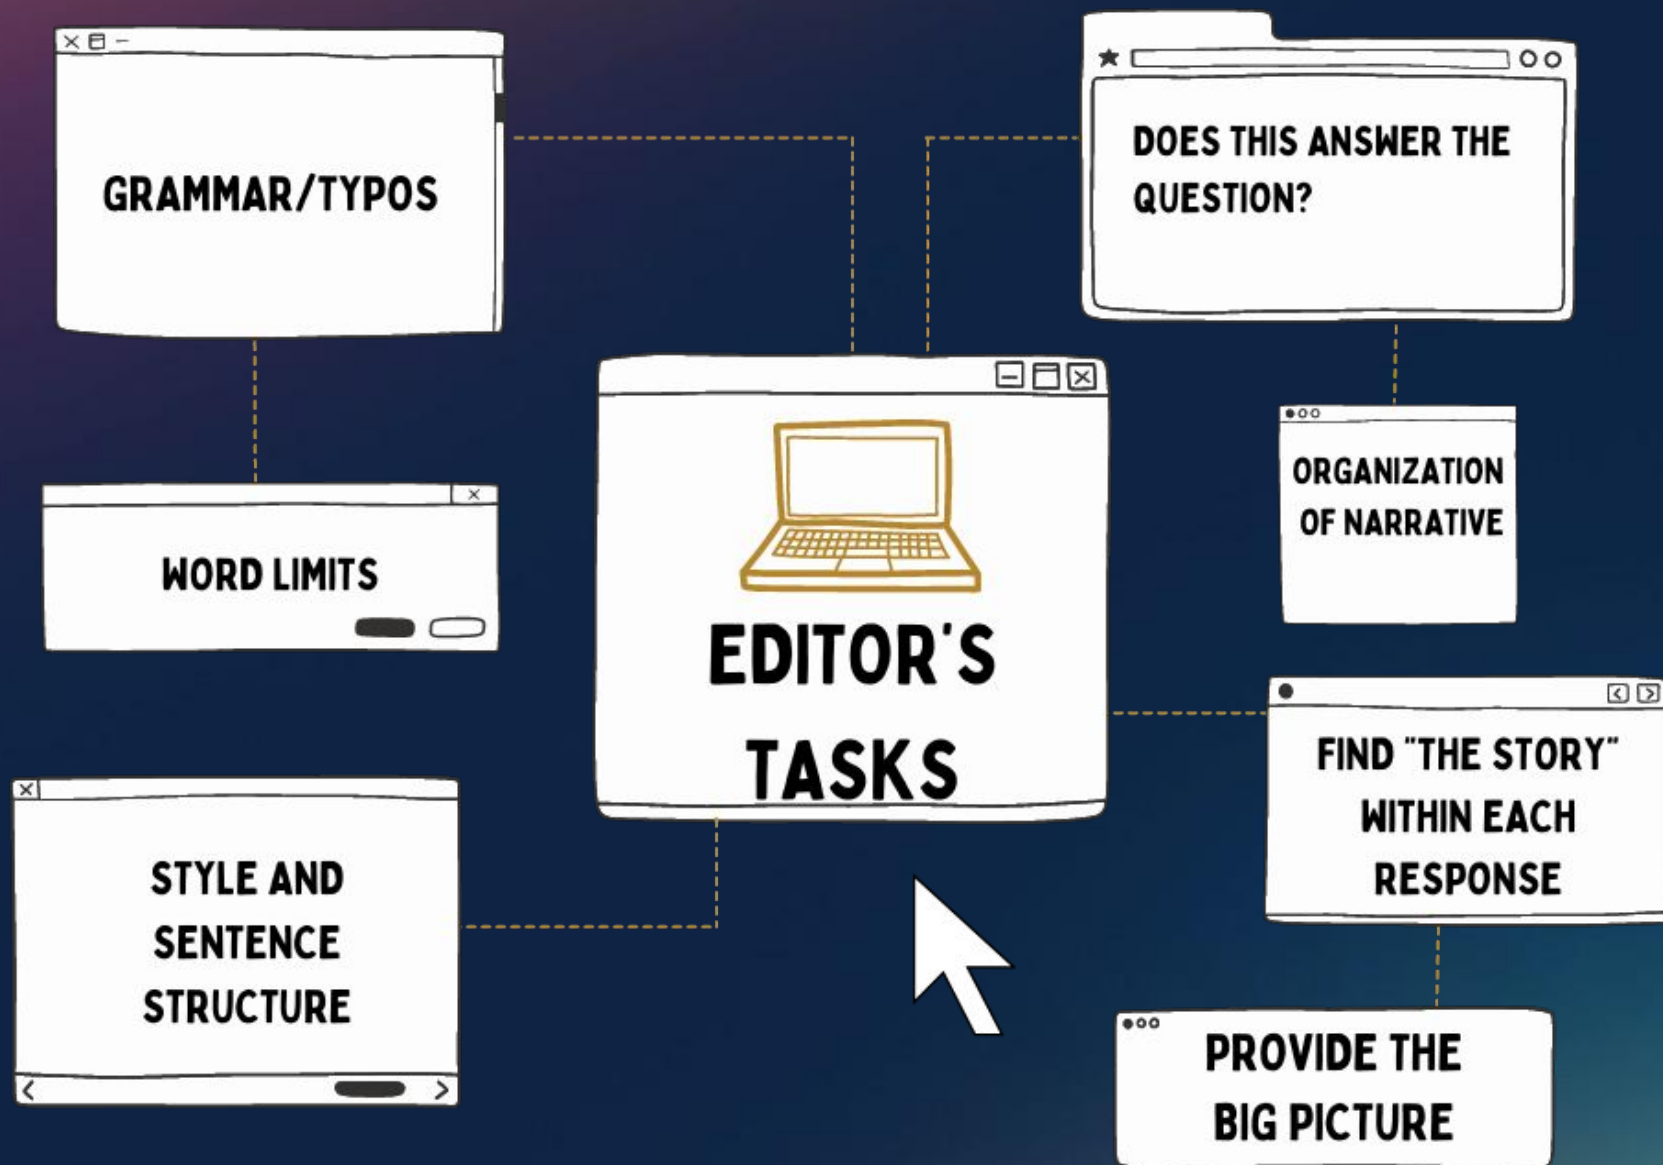 GRAMMAR/TYPOS
DOES THIS ANSWER THE
QUESTION?
WORD LIMITS
ORGANIZATION
OF NARRATIVE
EDITOR'S
TASKS
FIND "THE STORY"
WITHIN EACH
RESPONSE
STYLE AND
SENTENCE
STRUCTURE
PROVIDE THE
BIG PICTURE